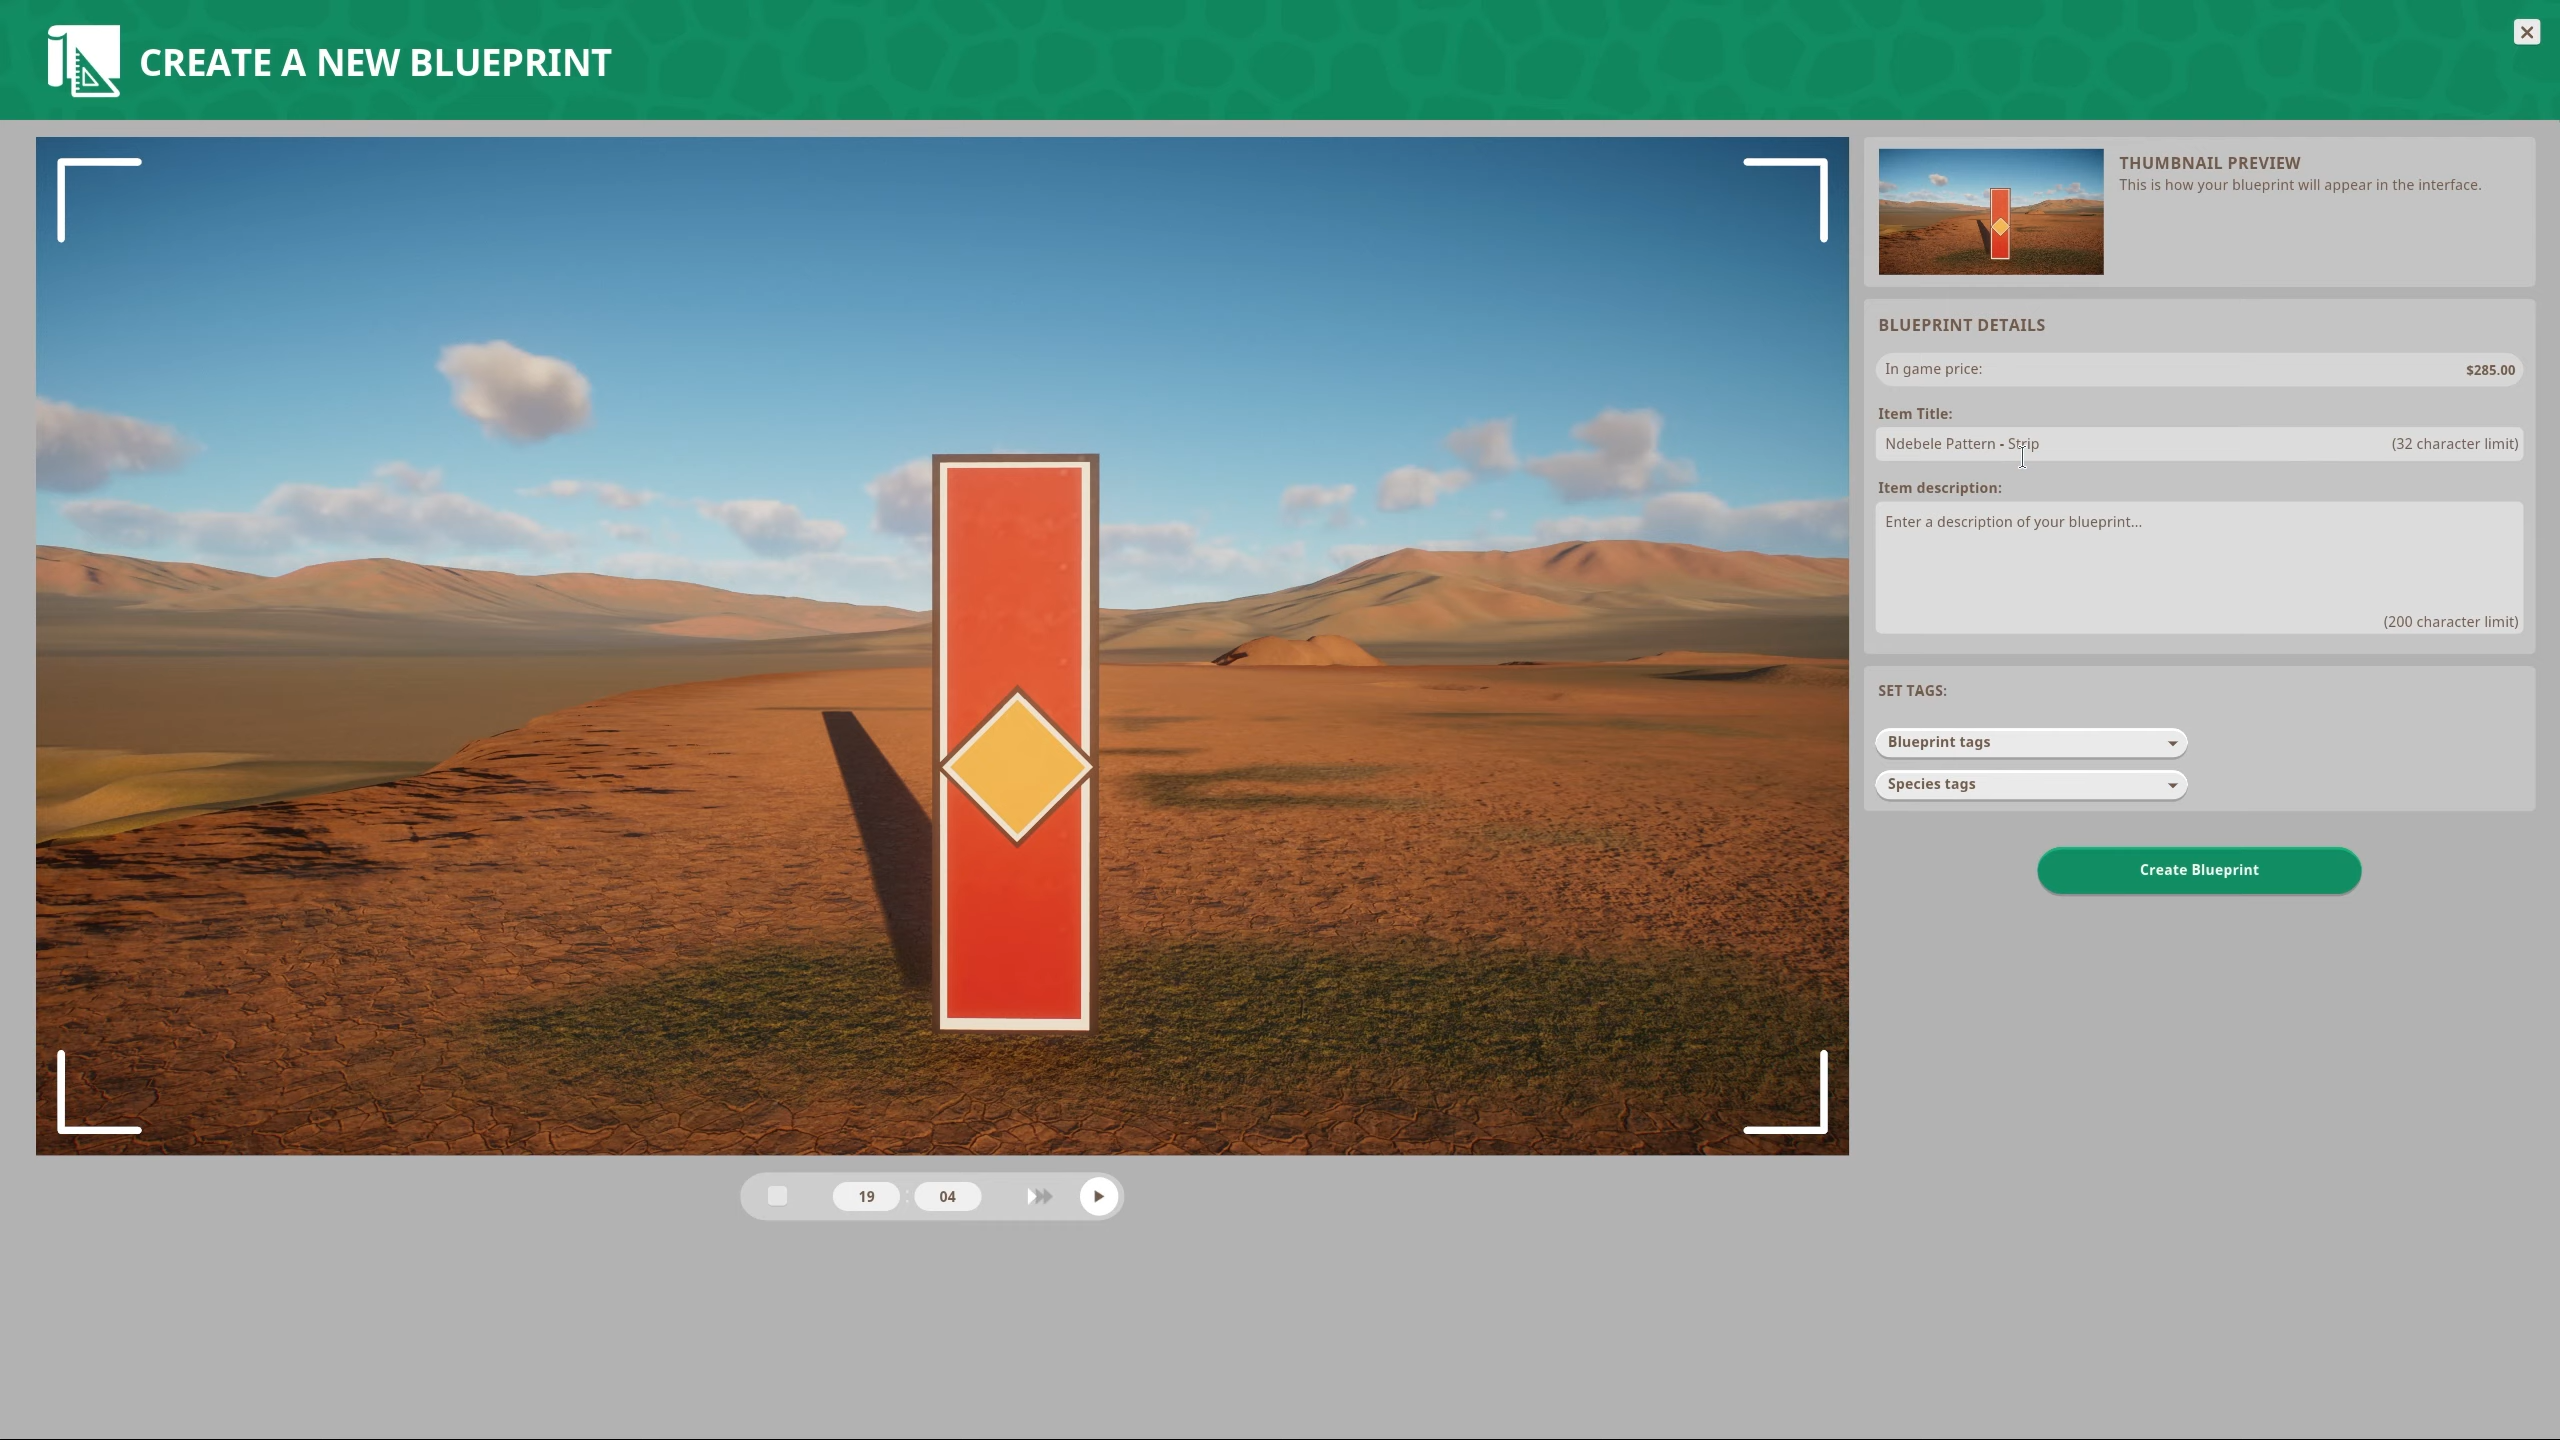 CREATE A NEW BLUEPRINT
THUMBNAIL PREVIEW
This is how your blueprint will appear in the interface.
BLUEPRINT DETAILS
In game price: $285.00
Item Title:
Ndebele Pattern - Strip (32 character limit)
Item description:
Enter a description of your blueprint...
(200 character limit)
SET TAGS:
Blueprint tags
Species tags
Create Blueprint
19 : 04